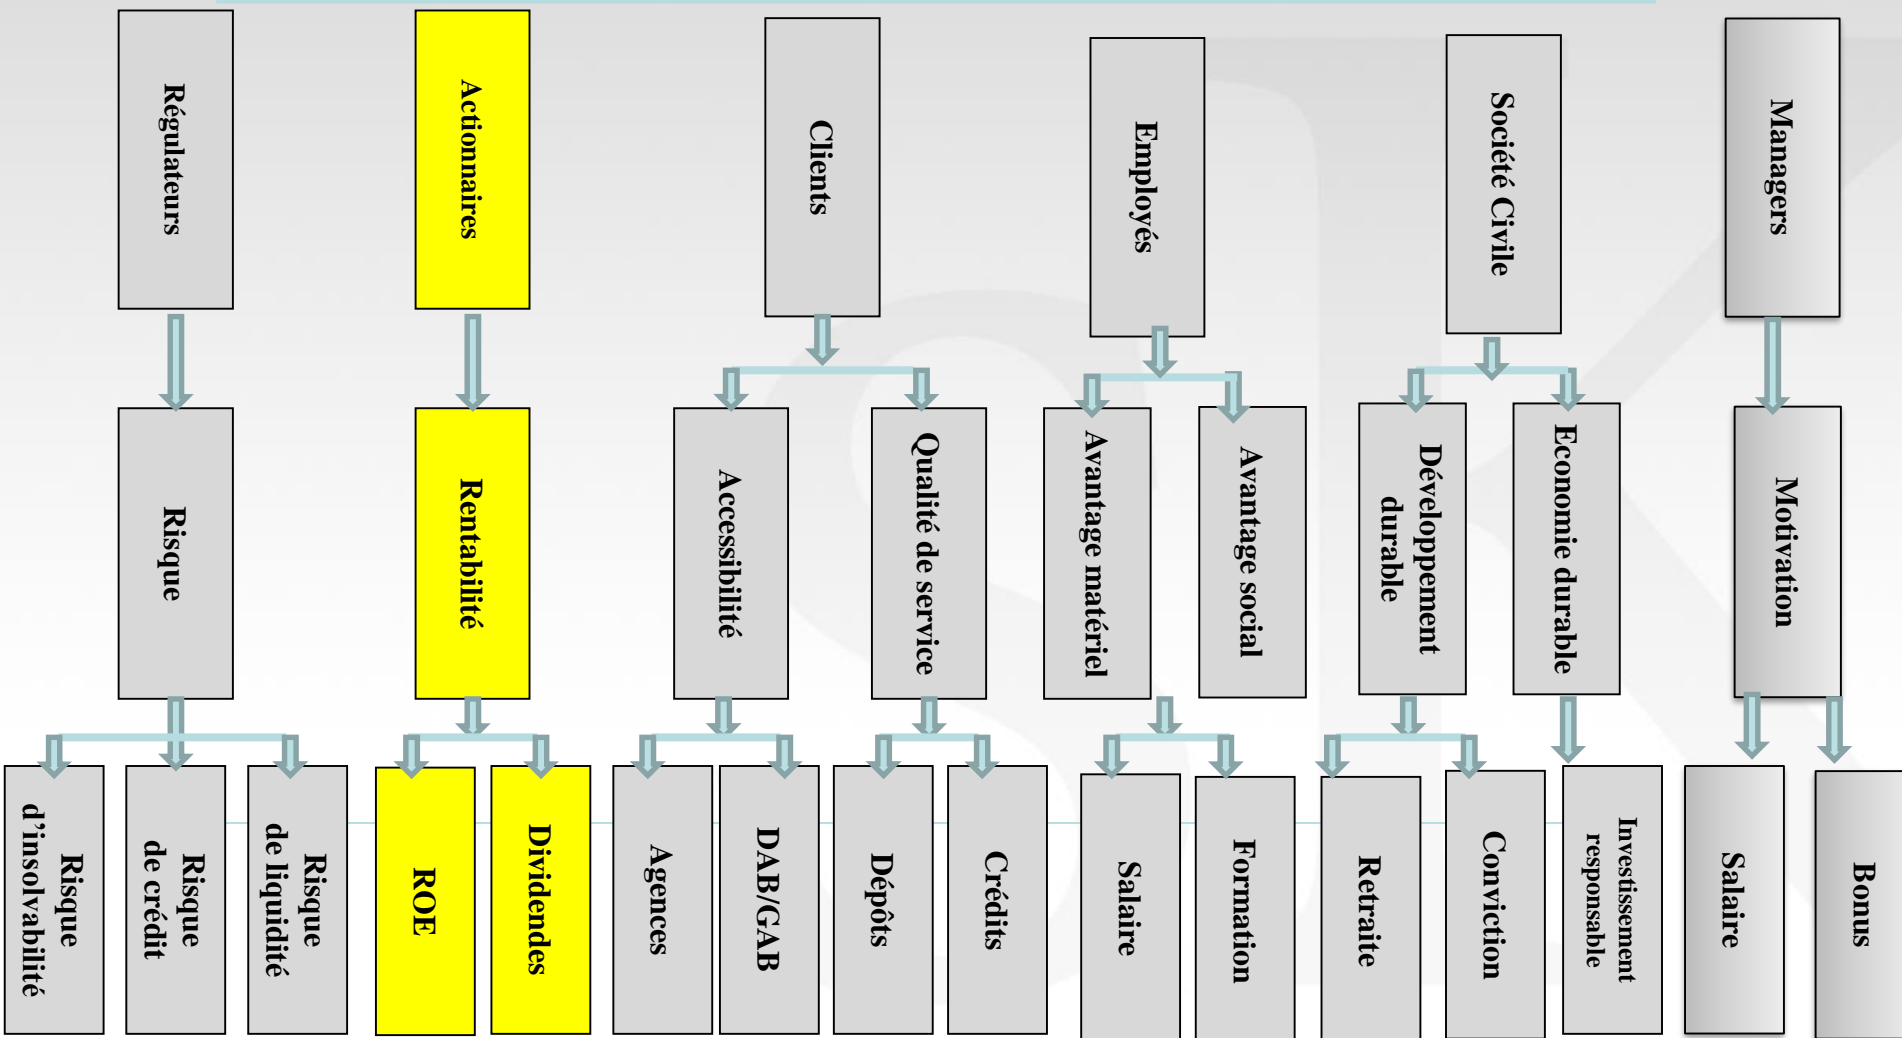 Régulateurs
Actionnaires
Clients
Employés
Société Civile
Managers
Risque
Rentabilité
Accessibilité
Qualité de service
Avantage matériel
Avantage social
Développement
durable
Economie durable
Motivation
Risque
d’insolvabilité
Risque
de crédit
Risque
de liquidité
ROE
Dividendes
Agences
DAB/GAB
Dépôts
Crédits
Salaire
Formation
Retraite
Conviction
Investissement
responsable
Salaire
Bonus